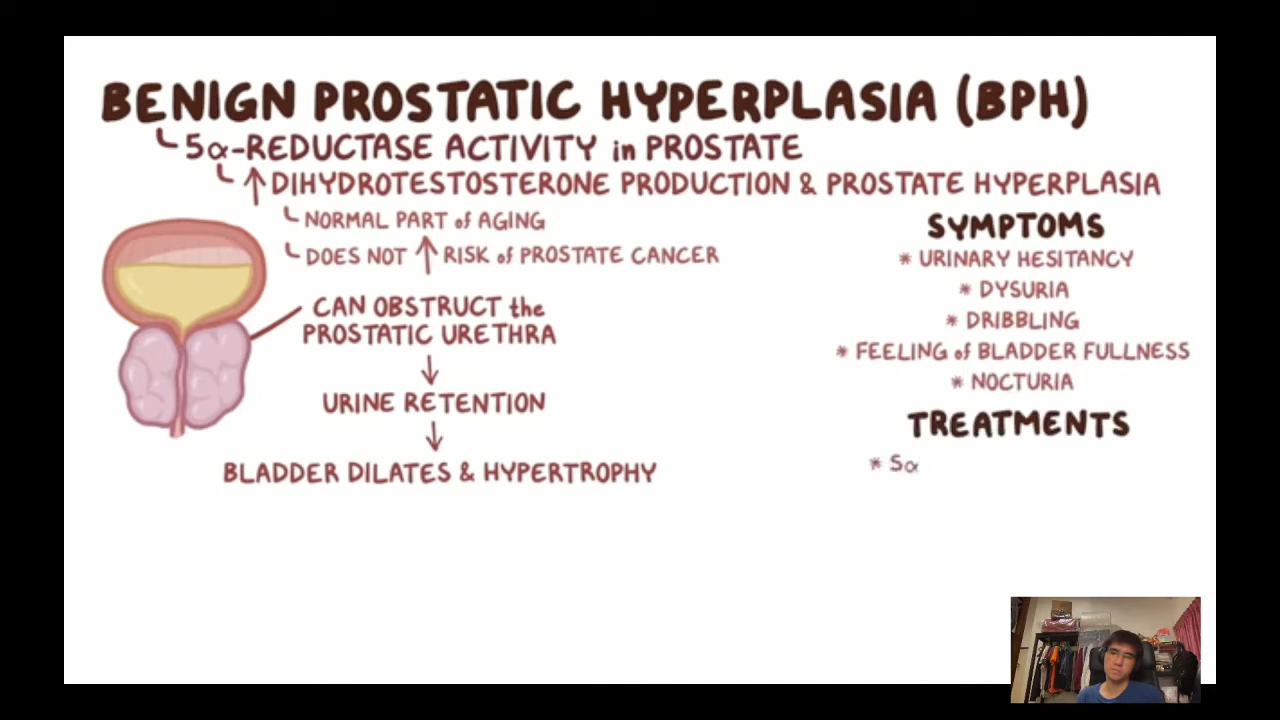 BENIGN PROSTATIC HYPERPLASIA (BPH)
5α-REDUCTASE ACTIVITY in PROSTATE
↑ DIHYDROTESTOSTERONE PRODUCTION & PROSTATE HYPERPLASIA
NORMAL PART of AGING
DOES NOT ↑ RISK of PROSTATE CANCER
CAN OBSTRUCT the
PROSTATIC URETHRA
↓
URINE RETENTION
↓
BLADDER DILATES & HYPERTROPHY
SYMPTOMS
* URINARY HESITANCY
* DYSURIA
* DRIBBLING
* FEELING of BLADDER FULLNESS
* NOCTURIA
TREATMENTS
* 5α